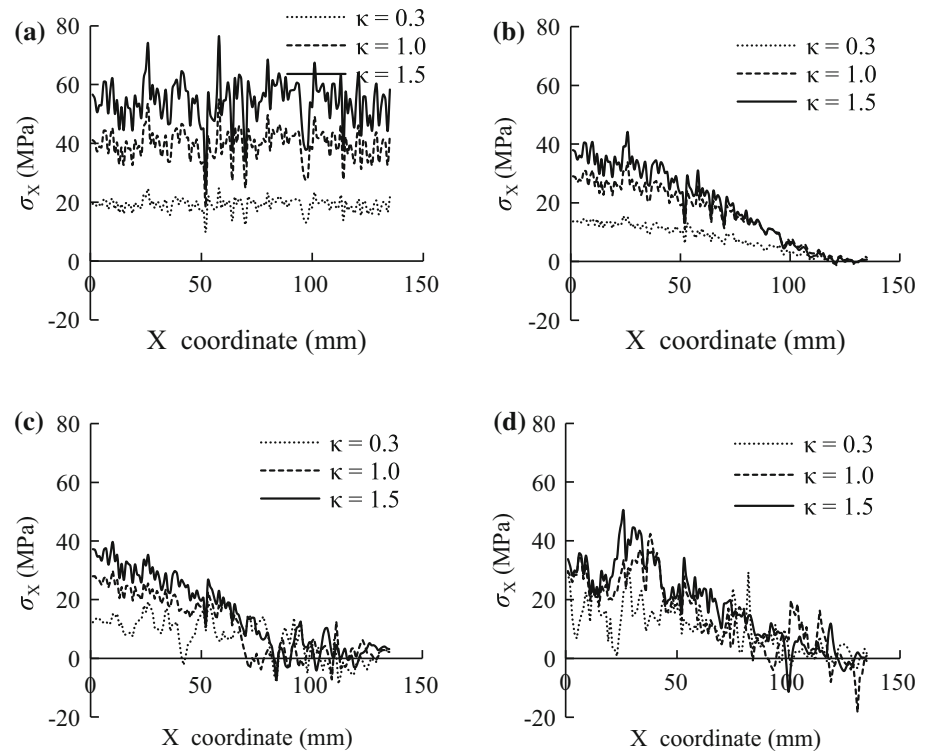 (a)
κ = 0.3
κ = 1.0
κ = 1.5
80
60
40
20
0
-20
0
50
100
150
σX (MPa)
X coordinate (mm)
(b)
κ = 0.3
κ = 1.0
κ = 1.5
80
60
40
20
0
-20
0
50
100
150
σX (MPa)
X coordinate (mm)
(c)
κ = 0.3
κ = 1.0
κ = 1.5
80
60
40
20
0
-20
0
50
100
150
σX (MPa)
X coordinate (mm)
(d)
κ = 0.3
κ = 1.0
κ = 1.5
80
60
40
20
0
-20
0
50
100
150
σX (MPa)
X coordinate (mm)